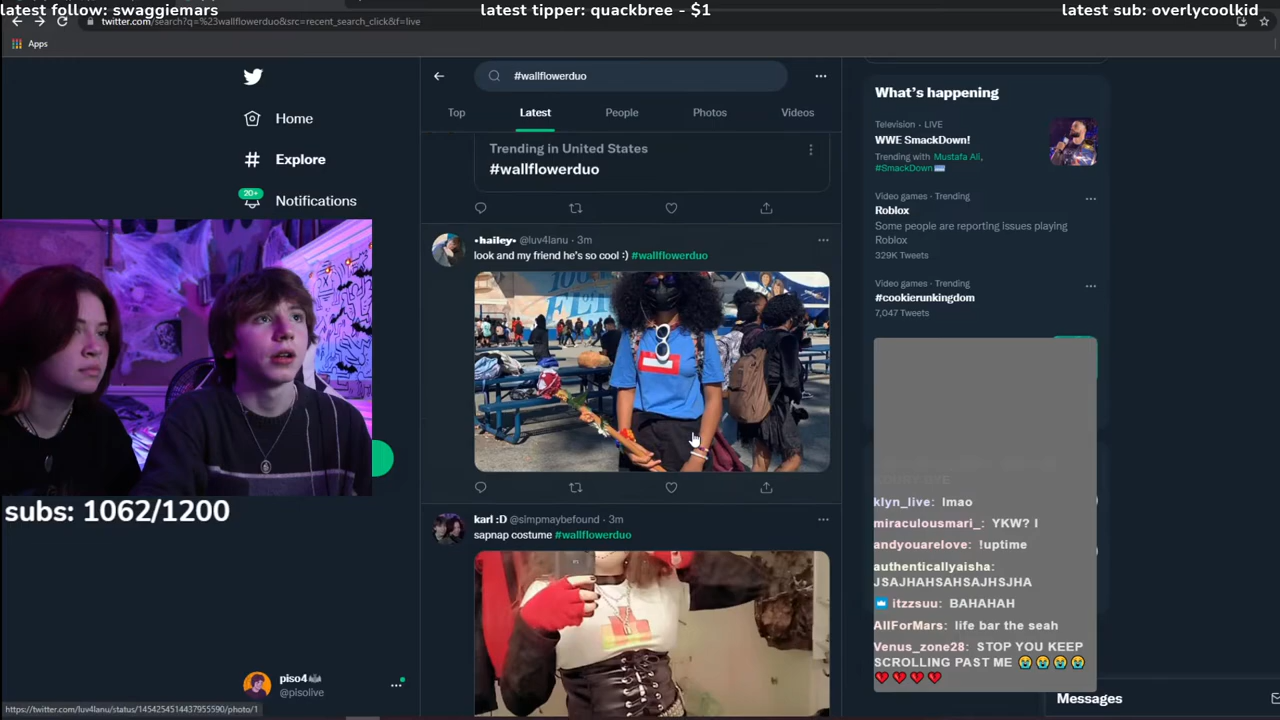 latest follow: swaggiemars
latest tipper: quackbree - $1
latest sub: overlycoolkid
twitter.com/search?q=%23wallflowerduo&src=recent_search_click&f=live
Apps
Home
Explore
20+
Notifications
subs: 1062/1200
piso4
@pisolive
https://twitter.com/luv4lanu/status/1454254514437955590/photo/1
#wallflowerduo
Top
Latest
People
Photos
Videos
Trending in United States
#wallflowerduo
•hailey• @luv4lanu · 3m
look and my friend he's so cool :) #wallflowerduo
karl :D @simpmaybefound · 3m
sapnap costume #wallflowerduo
What's happening
Television · LIVE
WWE SmackDown!
Trending with Mustafa Ali,
#SmackDown
Video games · Trending
Roblox
Some people are reporting issues playing
Roblox
329K Tweets
Video games · Trending
#cookierunkingdom
7,047 Tweets
klyn_live: lmao
miraculousmari_: YKW? I
andyouarelove: !uptime
authenticallyaisha:
JSAJHAHSAHSAJHSJHA
itzzsuu: BAHAHAH
AllForMars: life bar the seah
Venus_zone28: STOP YOU KEEP
SCROLLING PAST ME 😭😭😭😭
💔💔💔💔
Messages